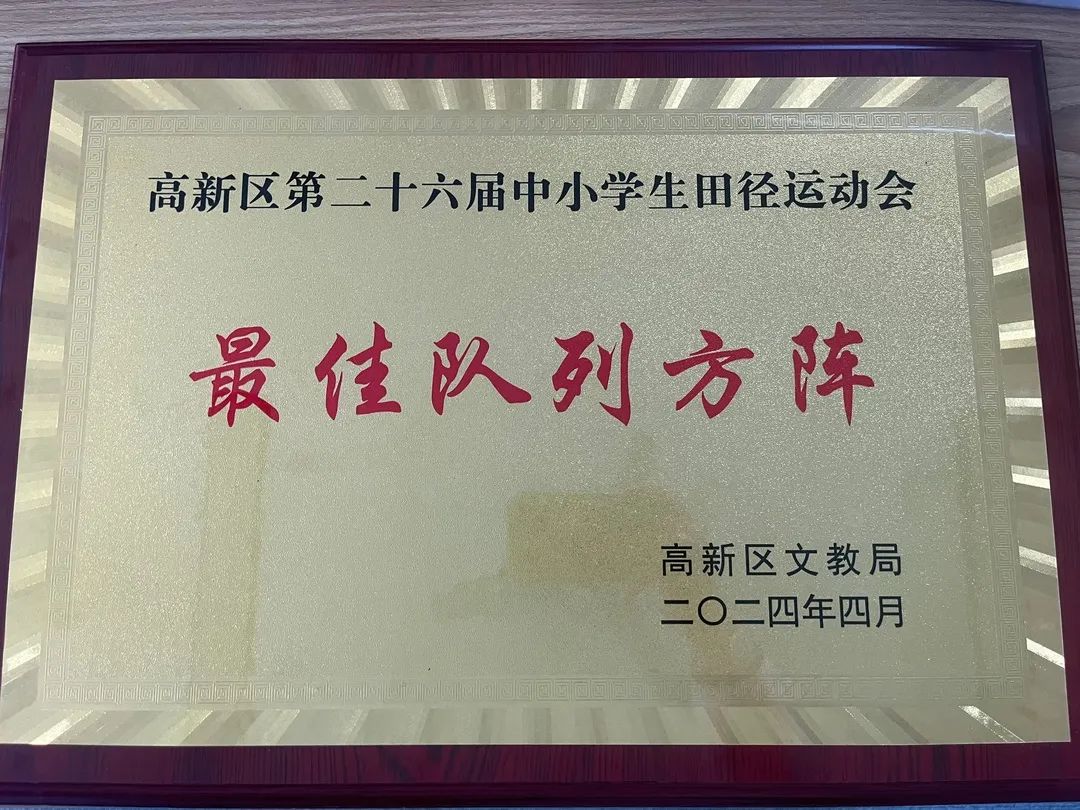 高新区第二十六届中小学生田径运动会
最佳队列方阵
高新区文教局
二〇二四年四月